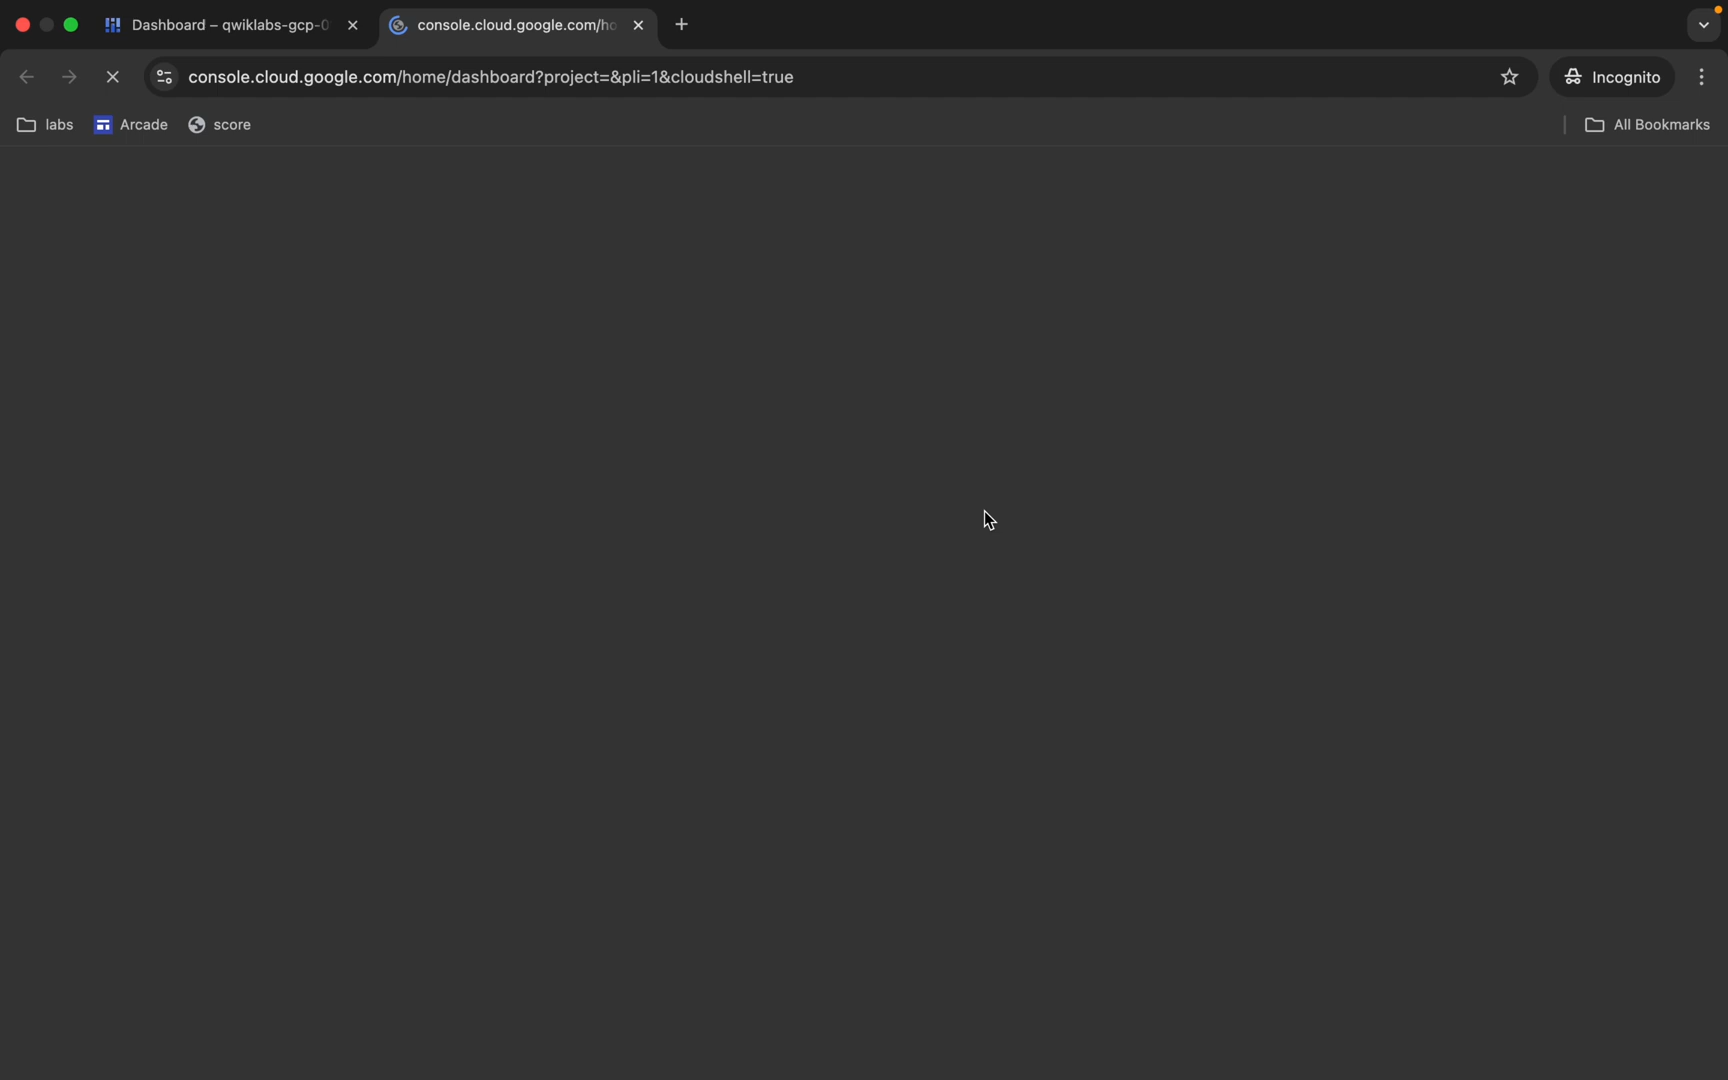 Dashboard – qwiklabs-gcp-0
console.cloud.google.com/ho
console.cloud.google.com/home/dashboard?project=&pli=1&cloudshell=true
Incognito
labs
Arcade
score
All Bookmarks